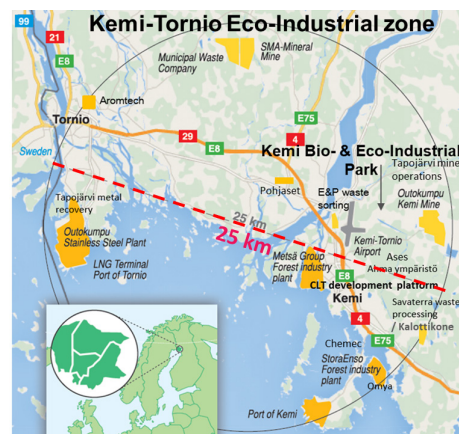 Kemi-Tornio Eco-Industrial zone
99
21
E8
Municipal Waste
Company
SMA-Mineral
Mine
Aromtech
Tornio
E75
4
29
E8
Sweden
Kemi Bio- & Eco-Industrial
Park
Tapojärvi mine
operations
Pohjaset
E&P waste
sorting
Outokumpu
Kemi Mine
Tapojärvi metal
recovery
25 km
25 km
Outokumpu
Stainless Steel Plant
Kemi-Tornio
Airport
LNG Terminal
Port of Tornio
Metsä Group
Forest industry
plant
Ases
Alma ympäristö
E8
CLT development platform
Kemi
Savaterra waste
processing
/ Kalottikone
4
Chemec
E75
StoraEnso
Forest industry
plant
Omya
Port of Kemi